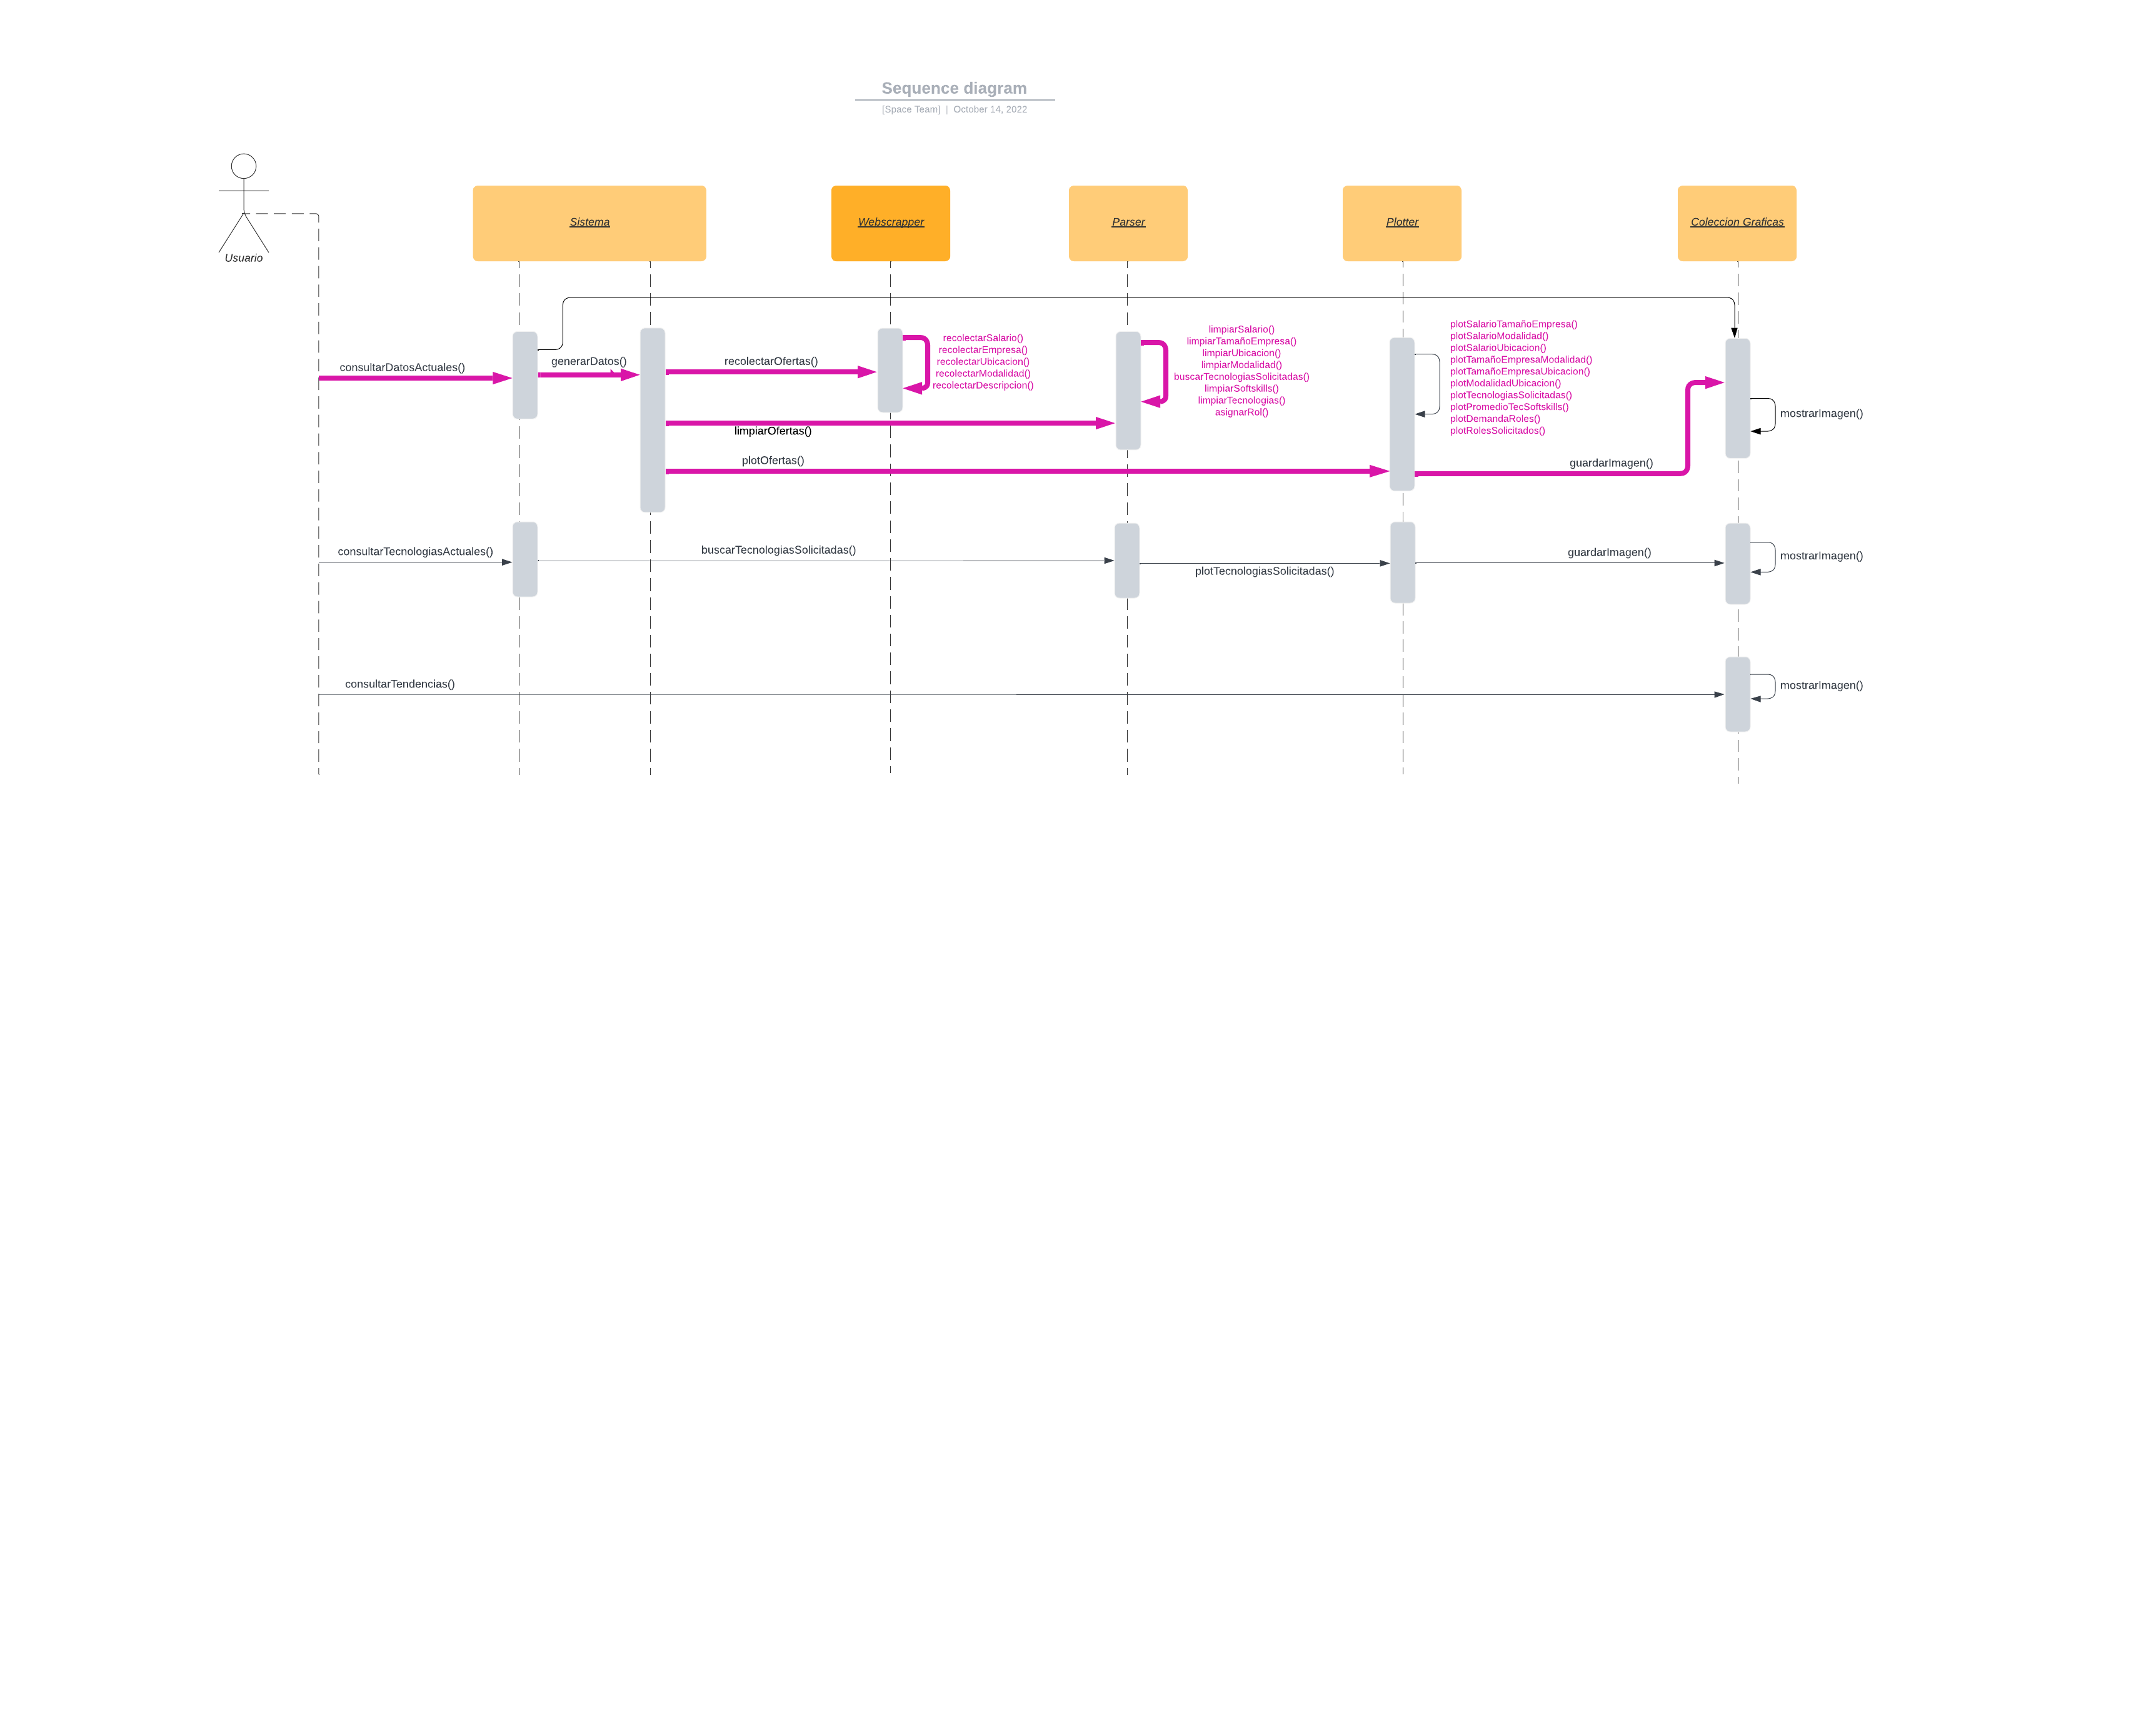 Sequence diagram
[Space Team] | October 14, 2022
Usuario
Sistema
Webscrapper
Parser
Plotter
Coleccion Graficas
consultarDatosActuales()
generarDatos()
recolectarOfertas()
recolectarSalario()
recolectarEmpresa()
recolectarUbicacion()
recolectarModalidad()
recolectarDescripcion()
limpiarSalario()
limpiarTamañoEmpresa()
limpiarUbicacion()
limpiarModalidad()
buscarTecnologiasSolicitadas()
limpiarSoftskills()
limpiarTecnologias()
asignarRol()
plotSalarioTamañoEmpresa()
plotSalarioModalidad()
plotSalarioUbicacion()
plotTamañoEmpresaModalidad()
plotTamañoEmpresaUbicacion()
plotModalidadUbicacion()
plotTecnologiasSolicitadas()
plotPromedioTecSoftskills()
plotDemandaRoles()
plotRolesSolicitados()
mostrarImagen()
limpiarOfertas()
plotOfertas()
guardarImagen()
consultarTecnologiasActuales()
buscarTecnologiasSolicitadas()
plotTecnologiasSolicitadas()
guardarImagen()
mostrarImagen()
consultarTendencias()
mostrarImagen()